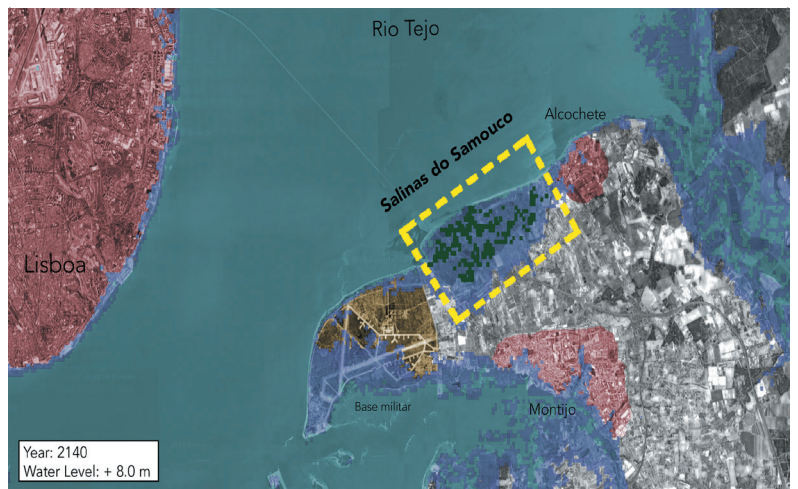 Rio Tejo
Alcochete
Salinas do Samouco
Lisboa
Base militar
Montijo
Year: 2140
Water Level: + 8.0 m